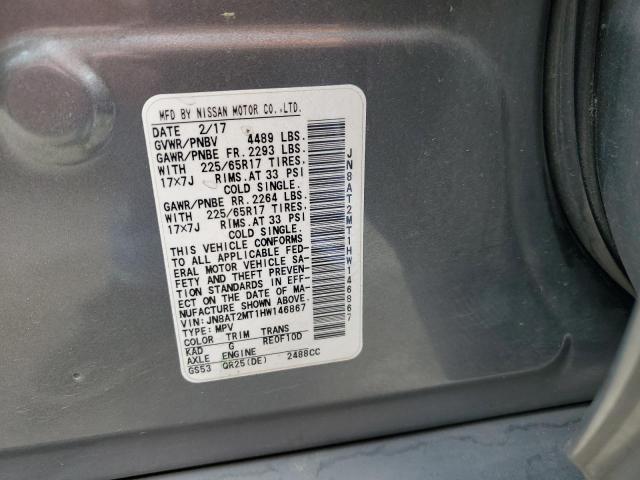 MFD BY NISSAN MOTOR CO.,LTD.
DATE 2/17
GVWR/PNBV 4489 LBS.
GAWR/PNBE FR. 2293 LBS.
WITH 225/65R17 TIRES.
17×7J RIMS.AT 33 PSI
COLD SINGLE.
GAWR/PNBE RR. 2264 LBS.
WITH 225/65R17 TIRES.
17×7J RIMS.AT 33 PSI
COLD SINGLE.
THIS VEHICLE CONFORMS
TO ALL APPLICABLE FED-
ERAL MOTOR VEHICLE SA-
FETY AND THEFT PREVEN-
TION STANDARDS IN EFF-
ECT ON THE DATE OF MA-
NUFACTURE SHOWN ABOVE.
VIN: JN8AT2MT1HW146867
TYPE: MPV
COLOR TRIM TRANS
KAD G RE0F10D
AXLE ENGINE
GS53 QR25(DE) 2488CC
JN8AT2MT1HW146867